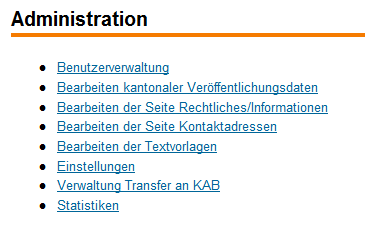 Administration
Benutzerverwaltung
Bearbeiten kantonaler Veröffentlichungsdaten
Bearbeiten der Seite Rechtliches/Informationen
Bearbeiten der Seite Kontaktadressen
Bearbeiten der Textvorlagen
Einstellungen
Verwaltung Transfer an KAB
Statistiken